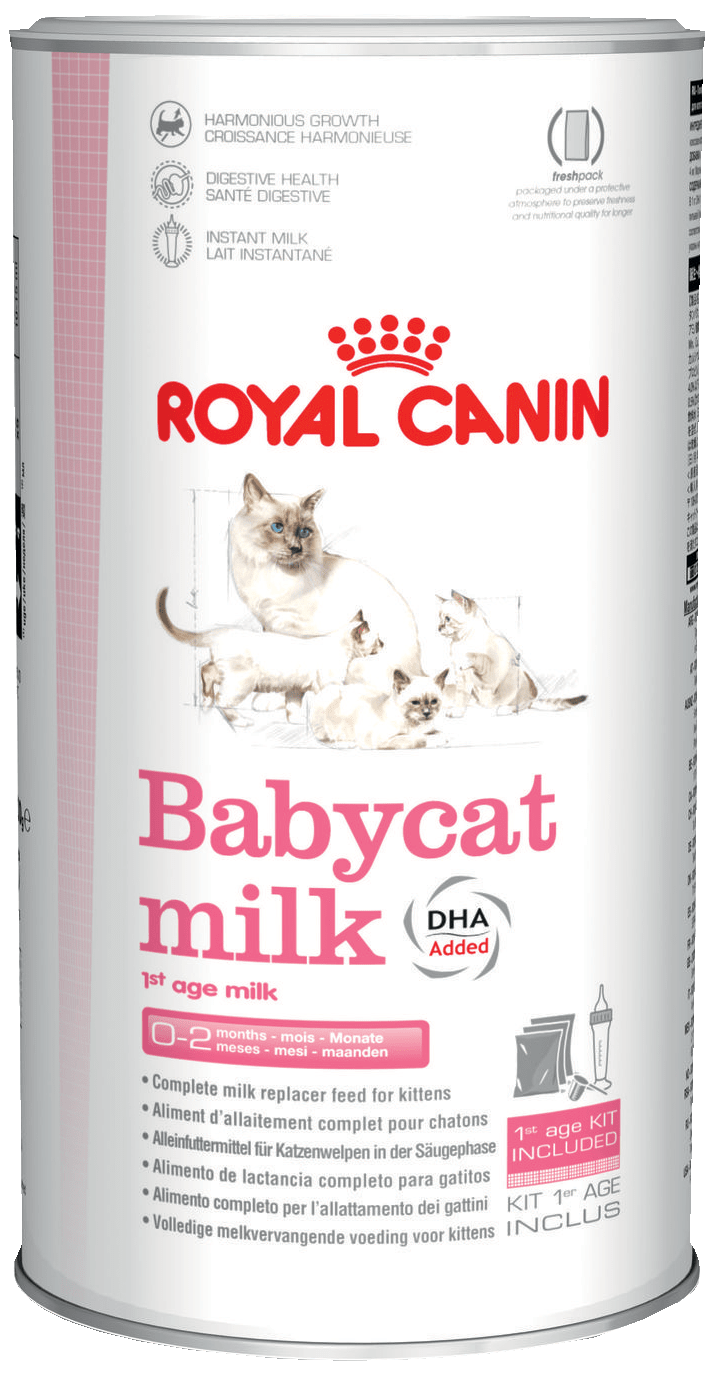 HARMONIOUS GROWTH
CROISSANCE HARMONIEUSE
DIGESTIVE HEALTH
SANTÉ DIGESTIVE
INSTANT MILK
LAIT INSTANTANÉ
freshpack
packaged under a protective
atmosphere to preserve freshness
and nutritional quality for longer
ROYAL CANIN
Babycat
milk
DHA
Added
1st age milk
0-2 months - mois - Monate
meses - mesi - maanden
• Complete milk replacer feed for kittens
• Aliment d'allaitement complet pour chatons
• Alleinfuttermittel für Katzenwelpen in der Säugephase
• Alimento de lactancia completo para gatitos
• Alimento completo per l'allattamento dei gattini
• Volledige melkvervangende voeding voor kittens
1st age KIT
INCLUDED
KIT 1er AGE
INCLUS